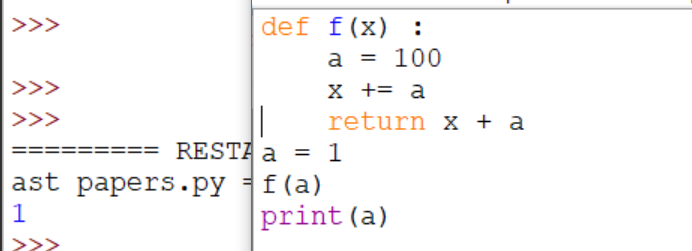 >>>
>>>
>>>
========= RESTA
ast papers.py =
1
>>>
def f(x) :
    a = 100
    x += a
    return x + a
a = 1
f(a)
print(a)